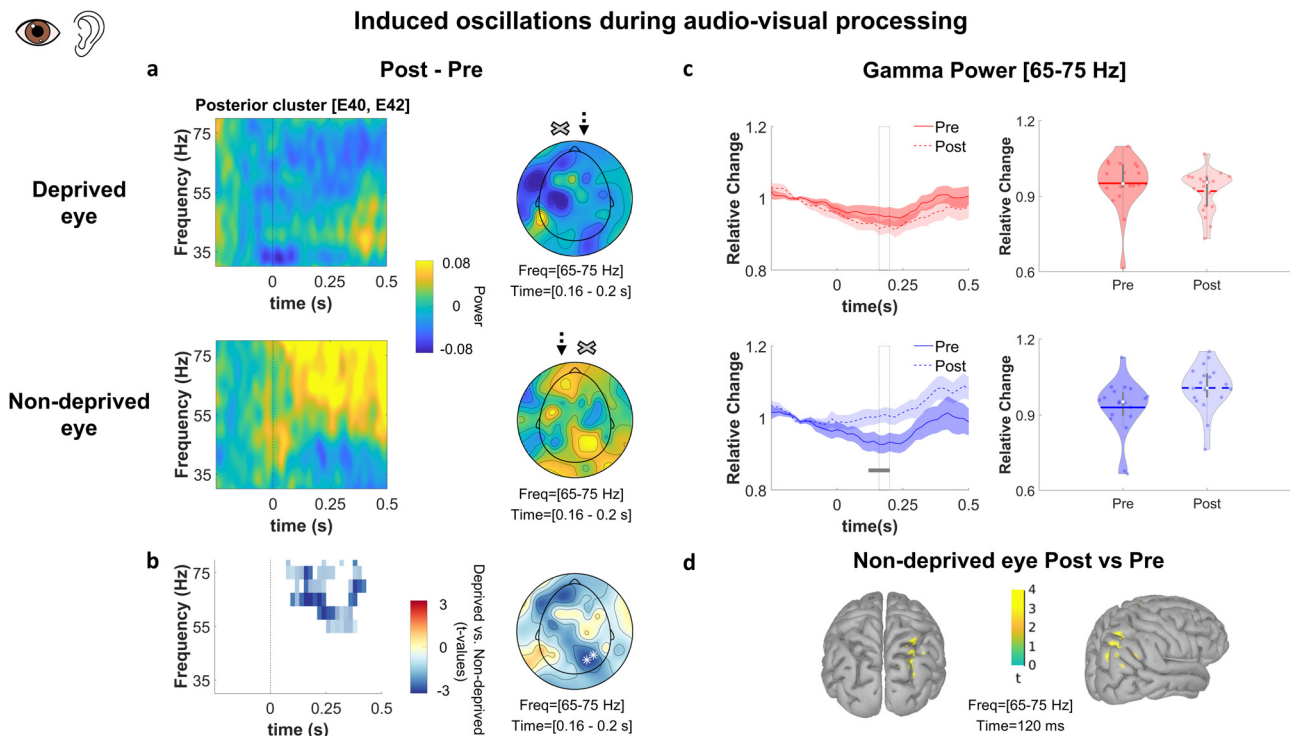 Induced oscillations during audio-visual processing
a
Post - Pre
Posterior cluster [E40, E42]
Deprived
eye
Frequency (Hz)
75
55
35
0
0.25
0.5
time (s)
0.08
0
-0.08
Power
Freq=[65-75 Hz]
Time=[0.16 - 0.2 s]
Non-deprived
eye
Frequency (Hz)
75
55
35
0
0.25
0.5
time (s)
Freq=[65-75 Hz]
Time=[0.16 - 0.2 s]
b
Frequency (Hz)
75
55
35
0
0.25
0.5
time (s)
3
0
-3
Deprived vs. Non-deprived
(t-values)
**
Freq=[65-75 Hz]
Time=[0.16 - 0.2 s]
c
Gamma Power [65-75 Hz]
Relative Change
1.2
1
0.8
0
0.25
0.5
time(s)
Pre
Post
Relative Change
1.2
0.9
0.6
Pre
Post
Relative Change
1.2
1
0.8
0
0.25
0.5
time(s)
Pre
Post
Relative Change
1.2
0.9
0.6
Pre
Post
d
Non-deprived eye Post vs Pre
4
3
2
1
0
t
Freq=[65-75 Hz]
Time=120 ms